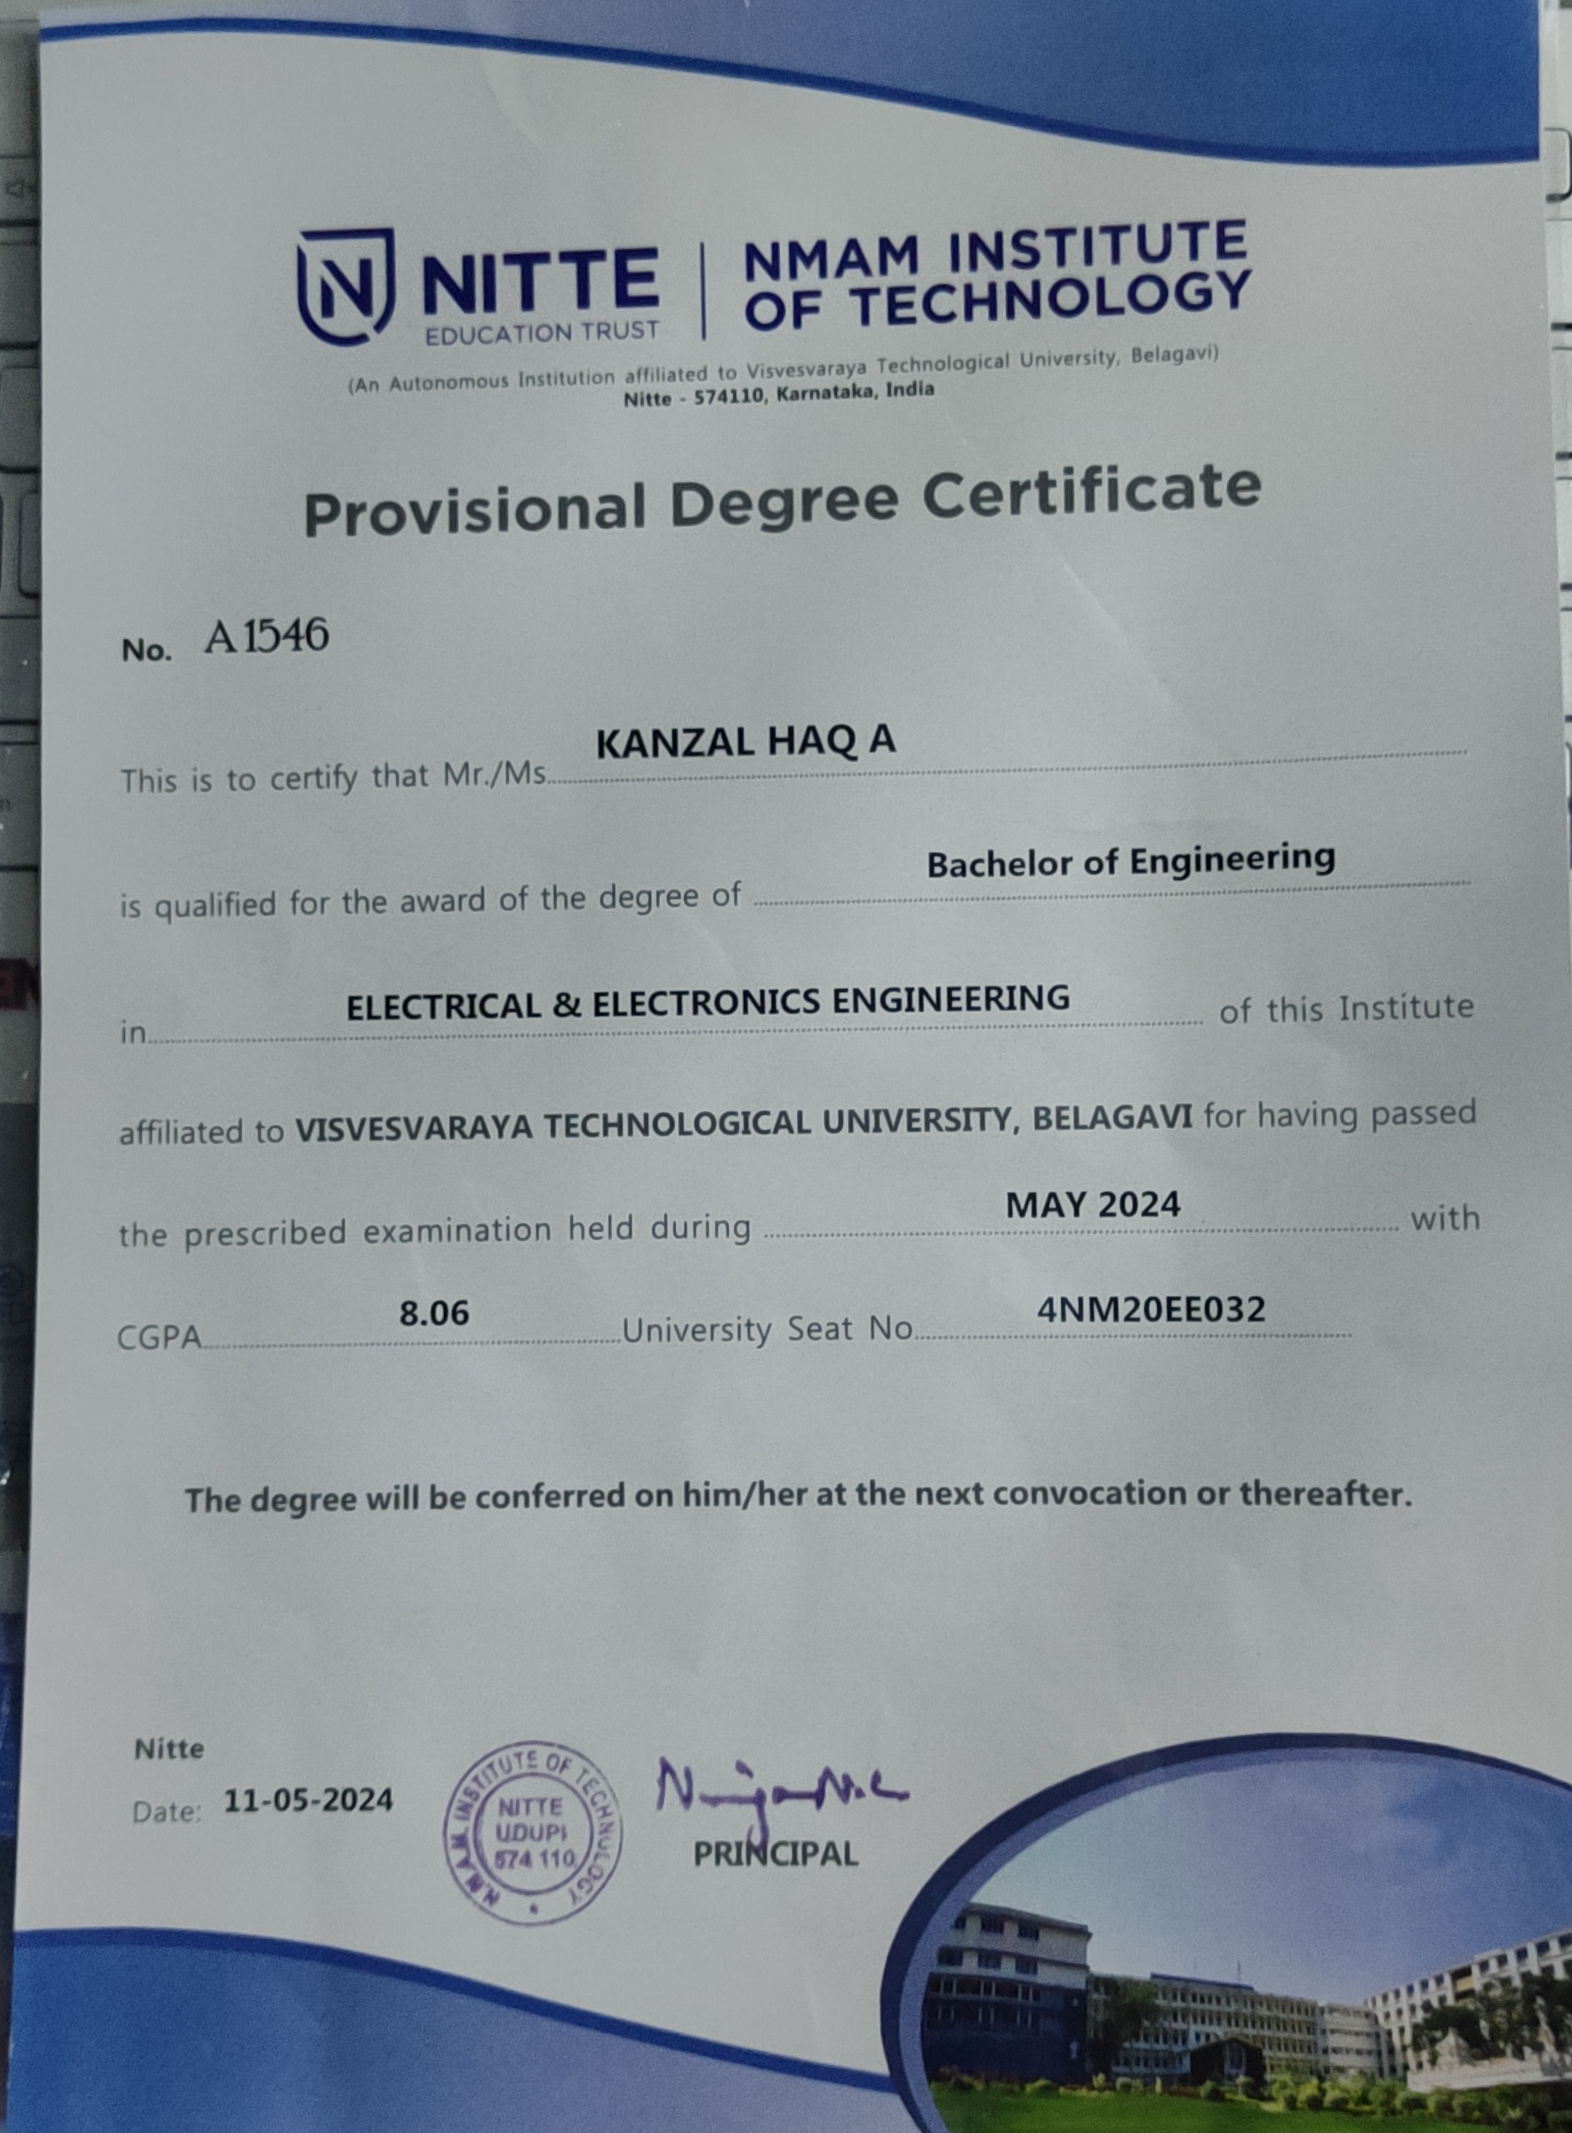 N NITTE
EDUCATION TRUST
NMAM INSTITUTE
OF TECHNOLOGY
(An Autonomous Institution affiliated to Visvesvaraya Technological University, Belagavi)
Nitte - 574110, Karnataka, India
Provisional Degree Certificate
No. A 1546
This is to certify that Mr./Ms. KANZAL HAQ A
is qualified for the award of the degree of Bachelor of Engineering
in ELECTRICAL & ELECTRONICS ENGINEERING of this Institute
affiliated to VISVESVARAYA TECHNOLOGICAL UNIVERSITY, BELAGAVI for having passed
the prescribed examination held during MAY 2024 with
CGPA 8.06 University Seat No. 4NM20EE032
The degree will be conferred on him/her at the next convocation or thereafter.
Nitte
Date: 11-05-2024
N.M.A.M. INSTITUTE OF TECHNOLOGY
NITTE
UDUPI
574 110
PRINCIPAL